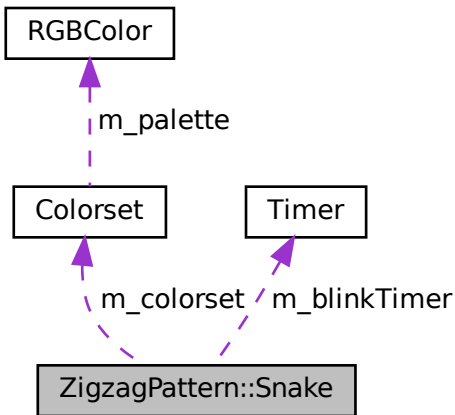 RGBColor
m_palette
Colorset
Timer
m_colorset
m_blinkTimer
ZigzagPattern::Snake